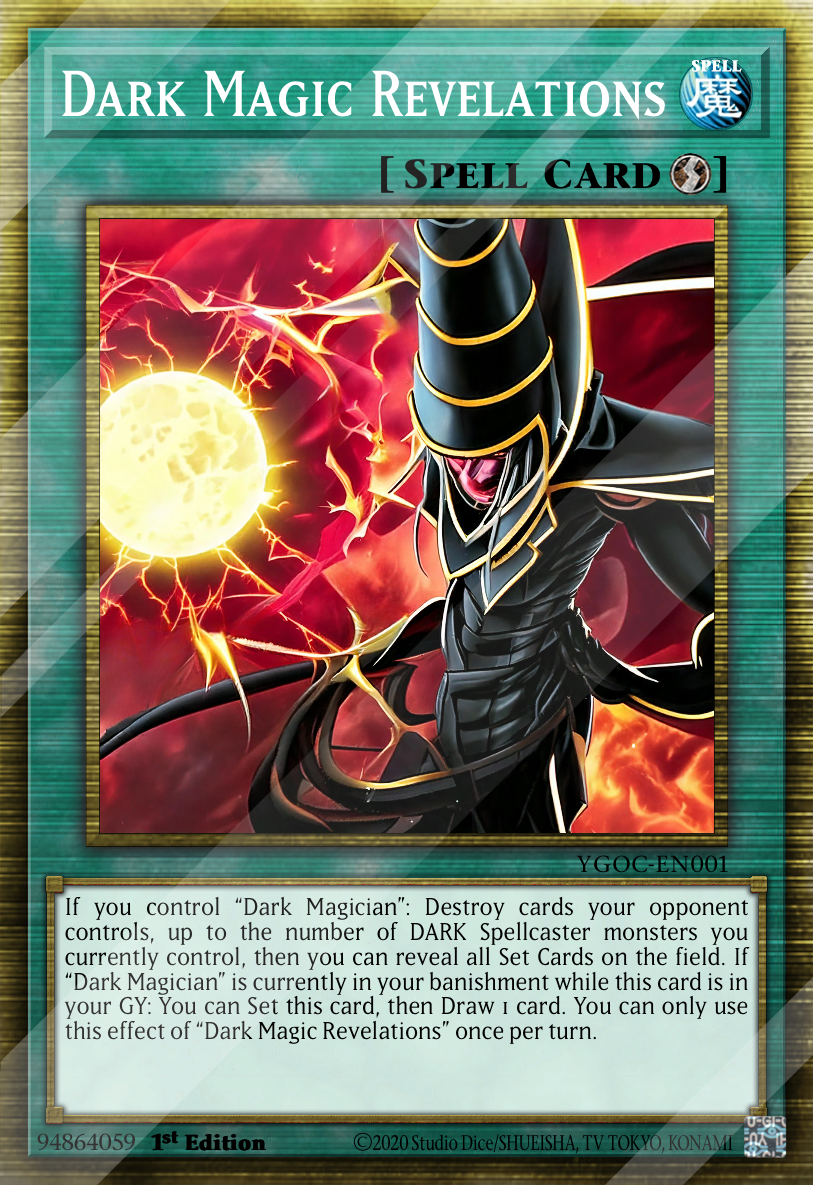 Dark Magic Revelations
SPELL
魔
[ Spell Card ]
YGOC-EN001
If you control “Dark Magician”: Destroy cards your opponent
controls, up to the number of DARK Spellcaster monsters you
currently control, then you can reveal all Set Cards on the field. If
“Dark Magician” is currently in your banishment while this card is in
your GY: You can Set this card, then Draw 1 card. You can only use
this effect of “Dark Magic Revelations” once per turn.
94864059 1st Edition ©2020 Studio Dice/SHUEISHA, TV TOKYO, KONAMI